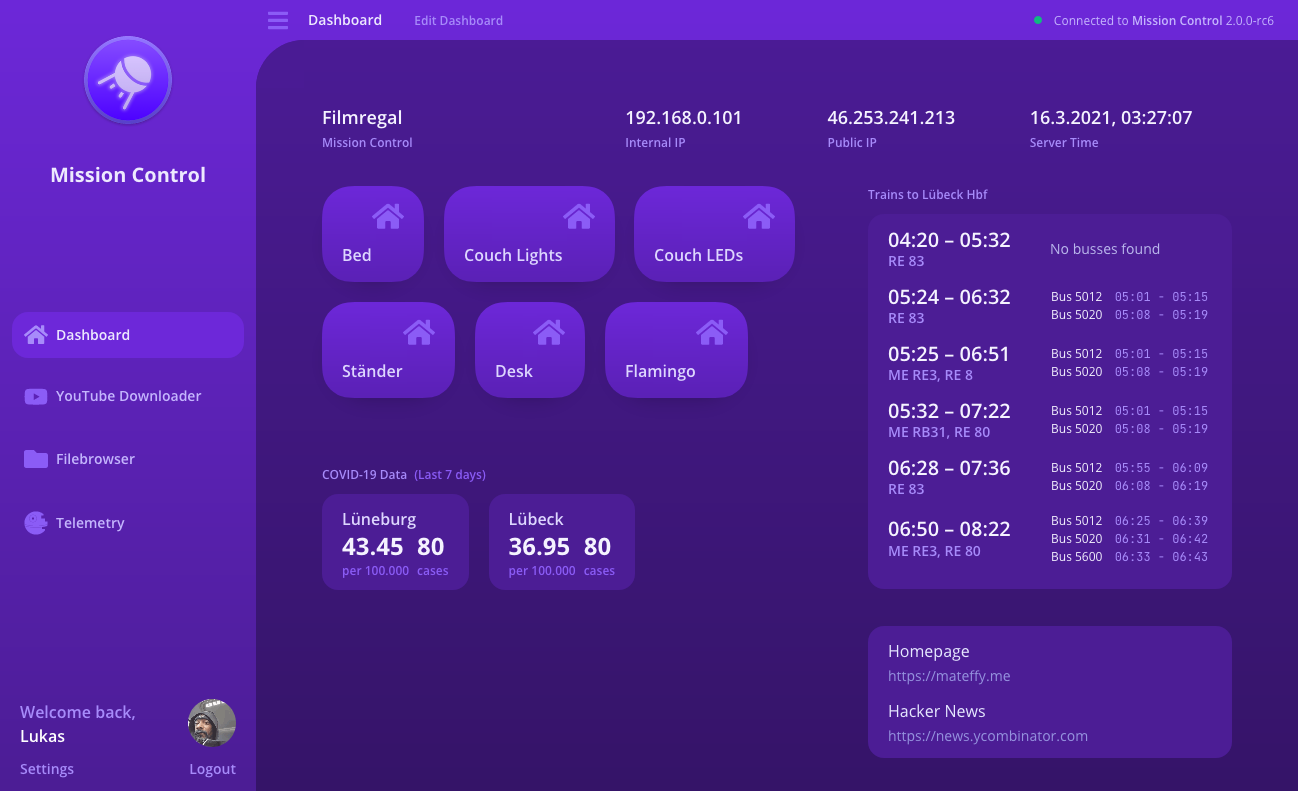 Mission Control
Dashboard
YouTube Downloader
Filebrowser
Telemetry
Welcome back,
Lukas
Settings Logout
Dashboard Edit Dashboard
Connected to Mission Control 2.0.0-rc6
Filmregal 192.168.0.101 46.253.241.213 16.3.2021, 03:27:07
Mission Control Internal IP Public IP Server Time
Bed Couch Lights Couch LEDs
Ständer Desk Flamingo
COVID-19 Data (Last 7 days)
Lüneburg
43.45 80
per 100.000 cases
Lübeck
36.95 80
per 100.000 cases
Trains to Lübeck Hbf
04:20 – 05:32
RE 83
No busses found
05:24 – 06:32
RE 83
Bus 5012 05:01 - 05:15
Bus 5020 05:08 - 05:19
05:25 – 06:51
ME RE3, RE 8
Bus 5012 05:01 - 05:15
Bus 5020 05:08 - 05:19
05:32 – 07:22
ME RB31, RE 80
Bus 5012 05:01 - 05:15
Bus 5020 05:08 - 05:19
06:28 – 07:36
RE 83
Bus 5012 05:55 - 06:09
Bus 5020 06:08 - 06:19
06:50 – 08:22
ME RE3, RE 80
Bus 5012 06:25 - 06:39
Bus 5020 06:31 - 06:42
Bus 5600 06:33 - 06:43
Homepage
https://mateffy.me
Hacker News
https://news.ycombinator.com